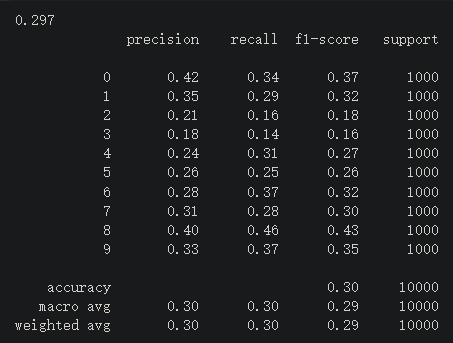 0.297
precision recall f1-score support
0 0.42 0.34 0.37 1000
1 0.35 0.29 0.32 1000
2 0.21 0.16 0.18 1000
3 0.18 0.14 0.16 1000
4 0.24 0.31 0.27 1000
5 0.26 0.25 0.26 1000
6 0.28 0.37 0.32 1000
7 0.31 0.28 0.30 1000
8 0.40 0.46 0.43 1000
9 0.33 0.37 0.35 1000
accuracy 0.30 10000
macro avg 0.30 0.30 0.29 10000
weighted avg 0.30 0.30 0.29 10000